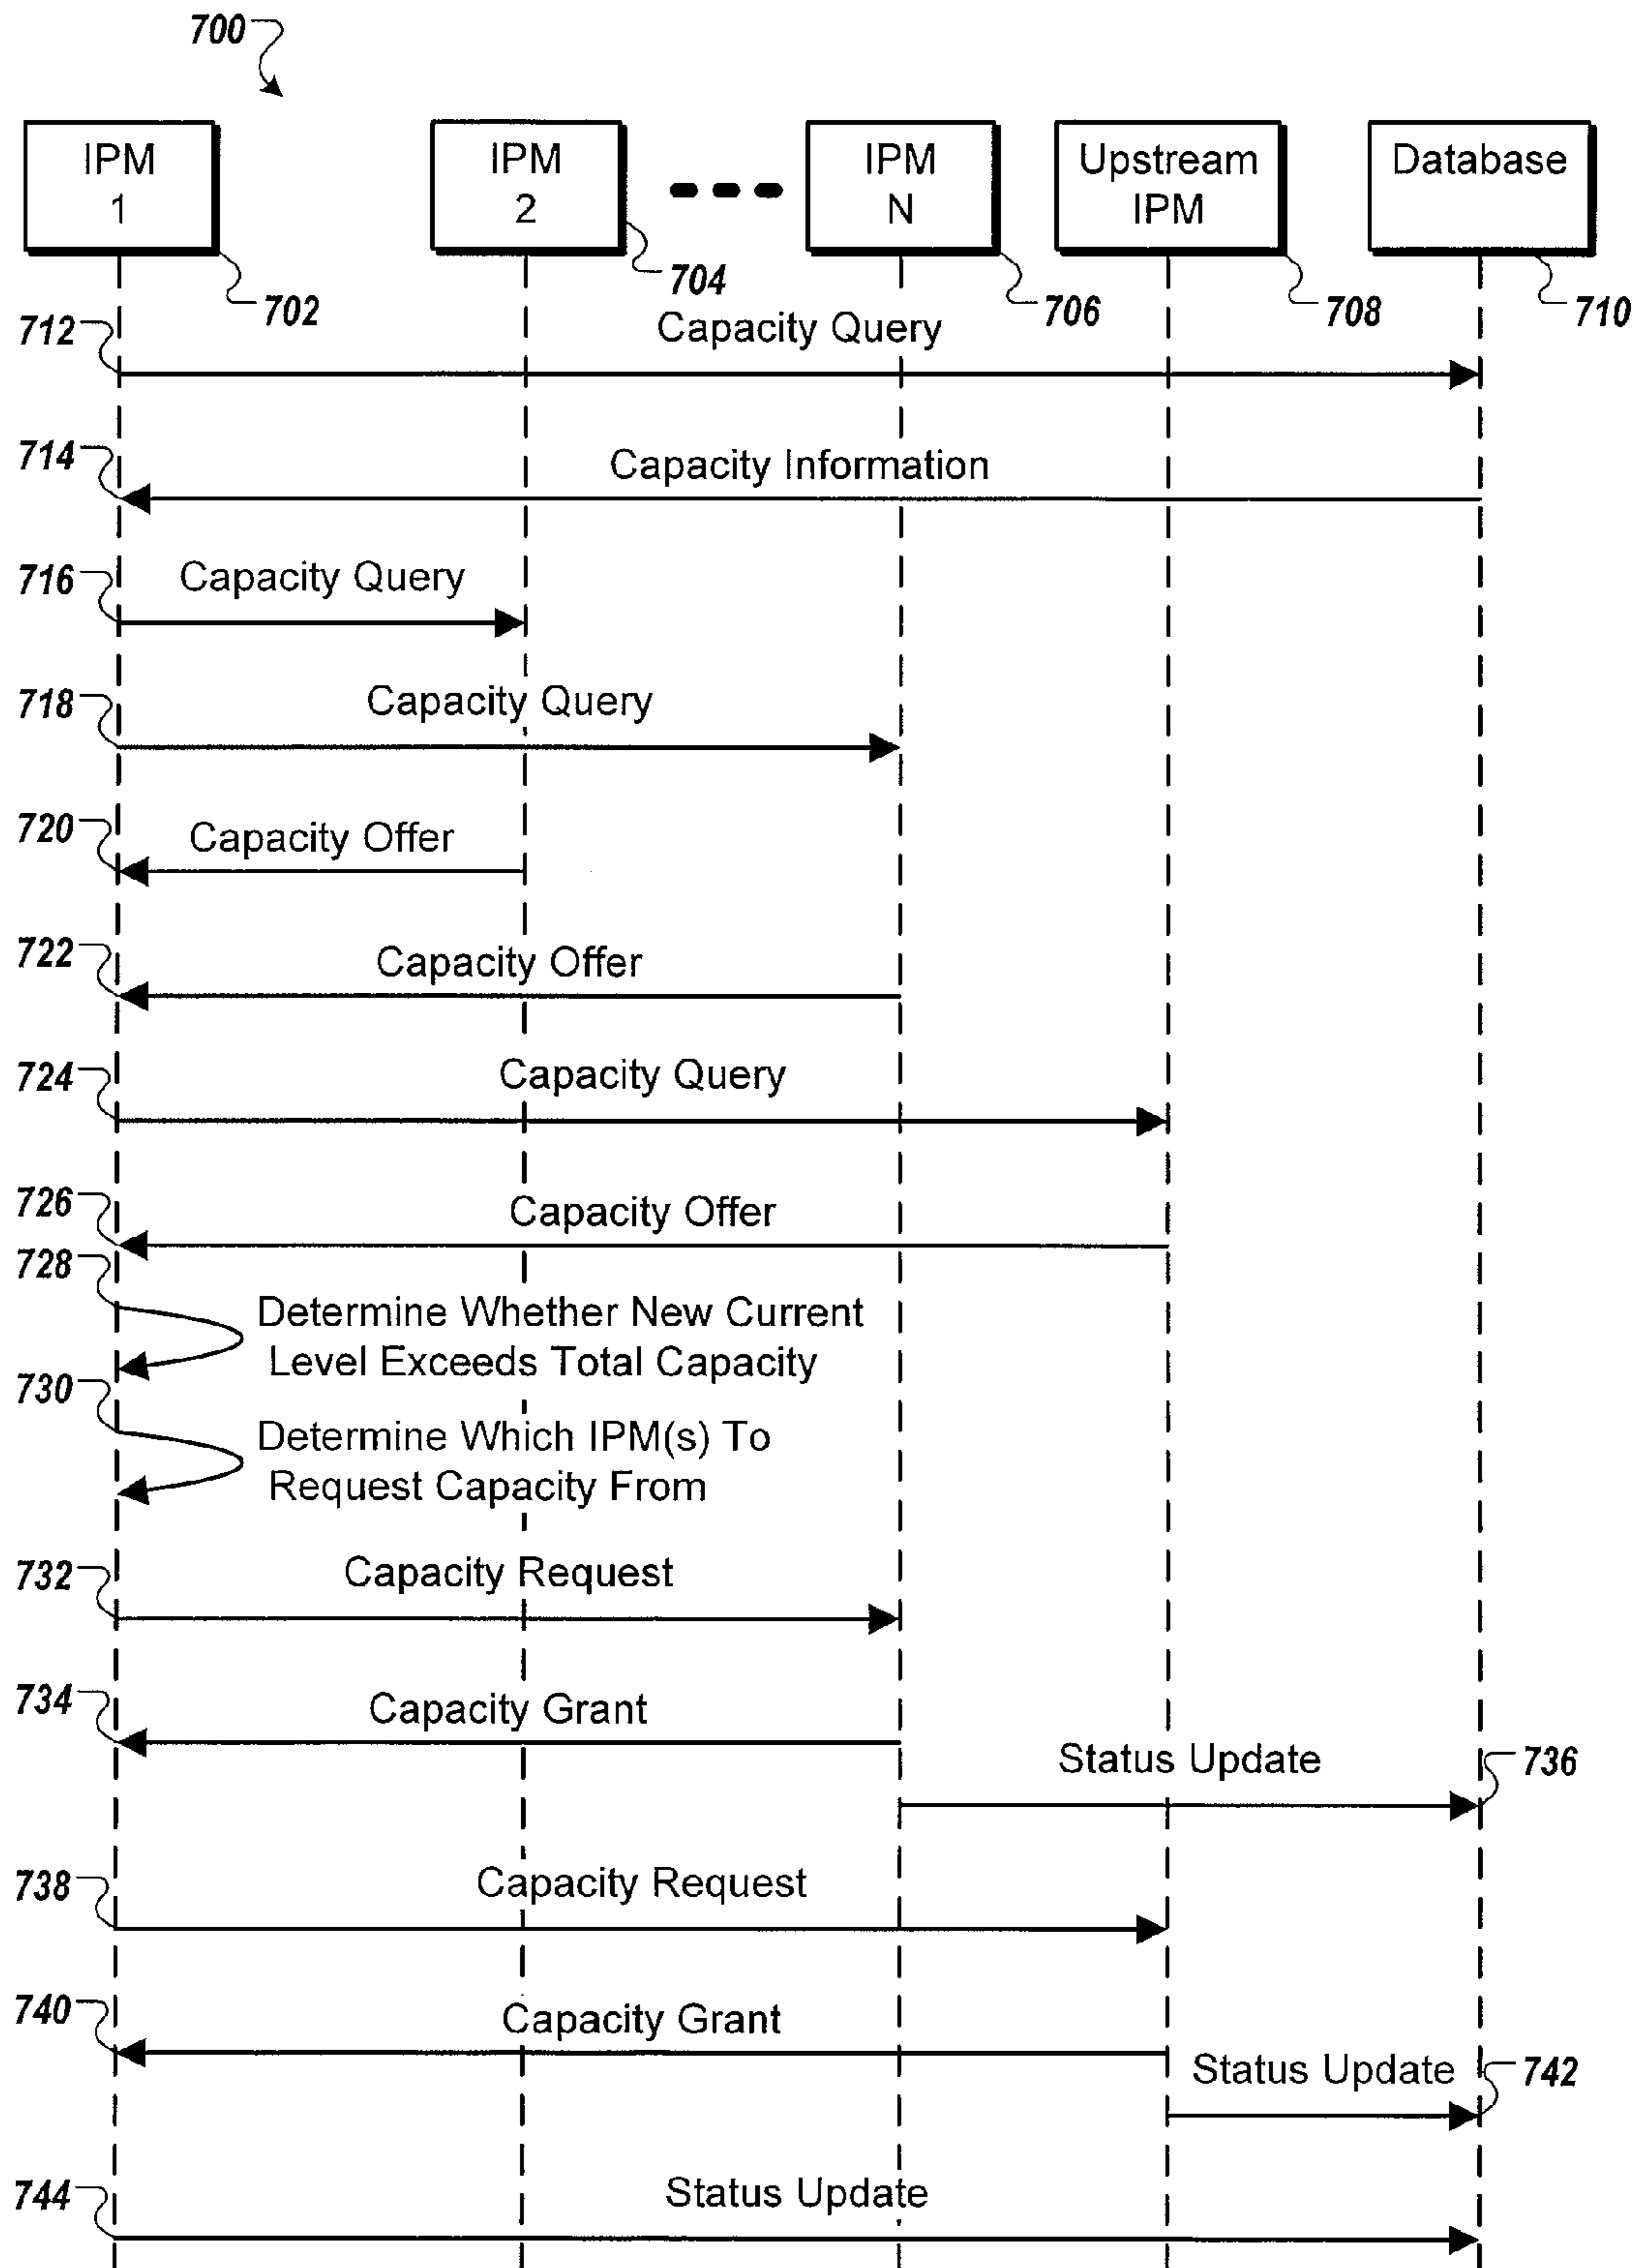 700
IPM
1
IPM
2
IPM
N
Upstream
IPM
Database
702
704
706
708
710
712
Capacity Query
714
Capacity Information
716
Capacity Query
718
Capacity Query
720
Capacity Offer
722
Capacity Offer
724
Capacity Query
726
Capacity Offer
728
Determine Whether New Current
Level Exceeds Total Capacity
730
Determine Which IPM(s) To
Request Capacity From
732
Capacity Request
734
Capacity Grant
Status Update
736
738
Capacity Request
740
Capacity Grant
Status Update
742
744
Status Update